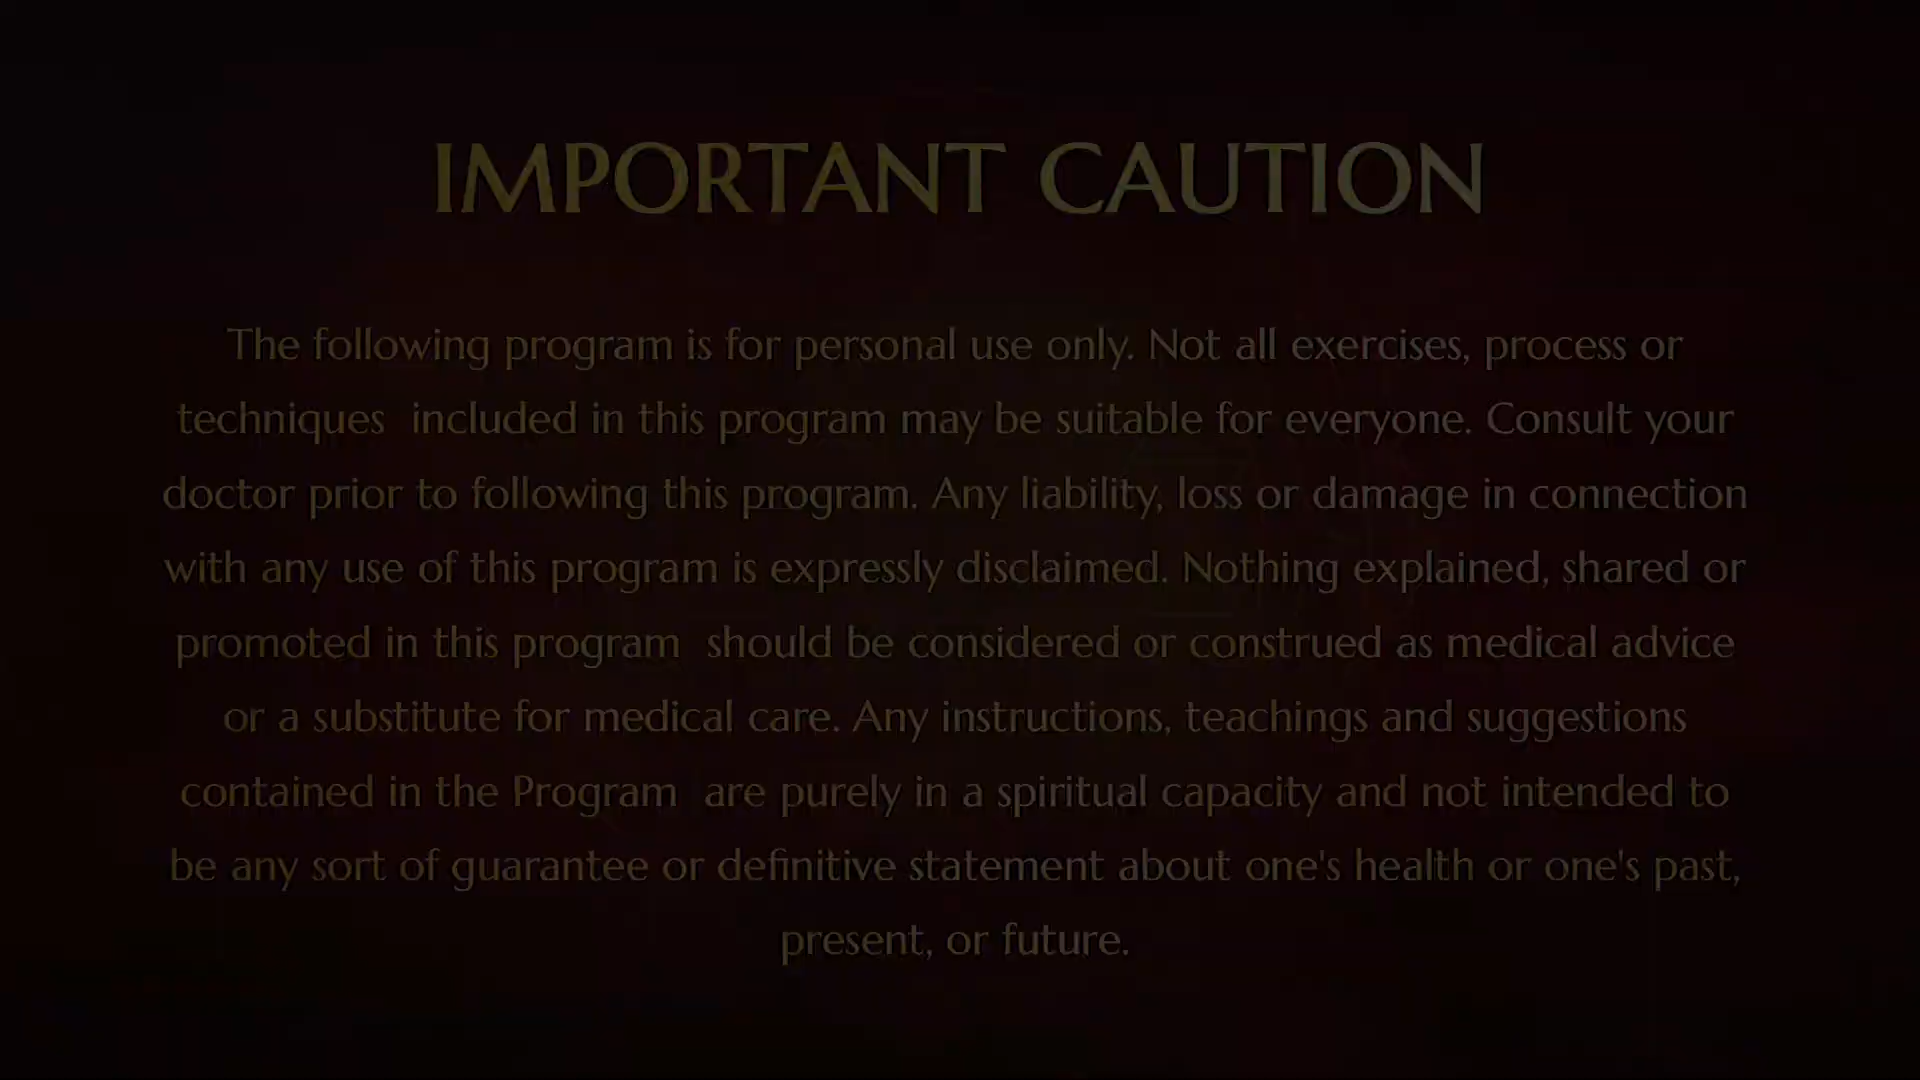 IMPORTANT CAUTION
The following program is for personal use only. Not all exercises, process or
techniques  included in this program may be suitable for everyone. Consult your
doctor prior to following this program. Any liability, loss or damage in connection
with any use of this program is expressly disclaimed. Nothing explained, shared or
promoted in this program  should be considered or construed as medical advice
or a substitute for medical care. Any instructions, teachings and suggestions
contained in the Program  are purely in a spiritual capacity and not intended to
be any sort of guarantee or definitive statement about one's health or one's past,
present, or future.